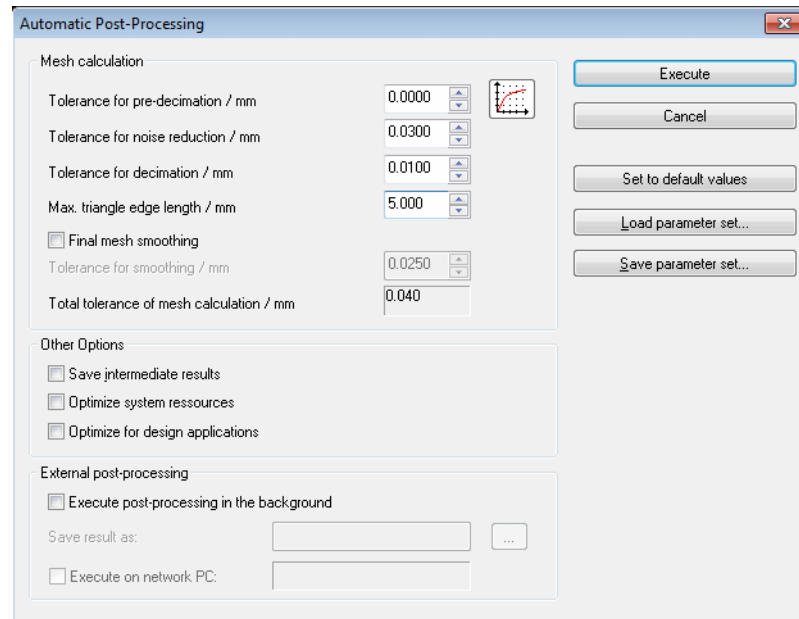 Automatic Post-Processing
Mesh calculation
Tolerance for pre-decimation / mm 0.0000
Tolerance for noise reduction / mm 0.0300
Tolerance for decimation / mm 0.0100
Max. triangle edge length / mm 5.000
Final mesh smoothing
Tolerance for smoothing / mm 0.0250
Total tolerance of mesh calculation / mm 0.040
Other Options
Save intermediate results
Optimize system ressources
Optimize for design applications
External post-processing
Execute post-processing in the background
Save result as: ...
Execute on network PC:
Execute
Cancel
Set to default values
Load parameter set...
Save parameter set...